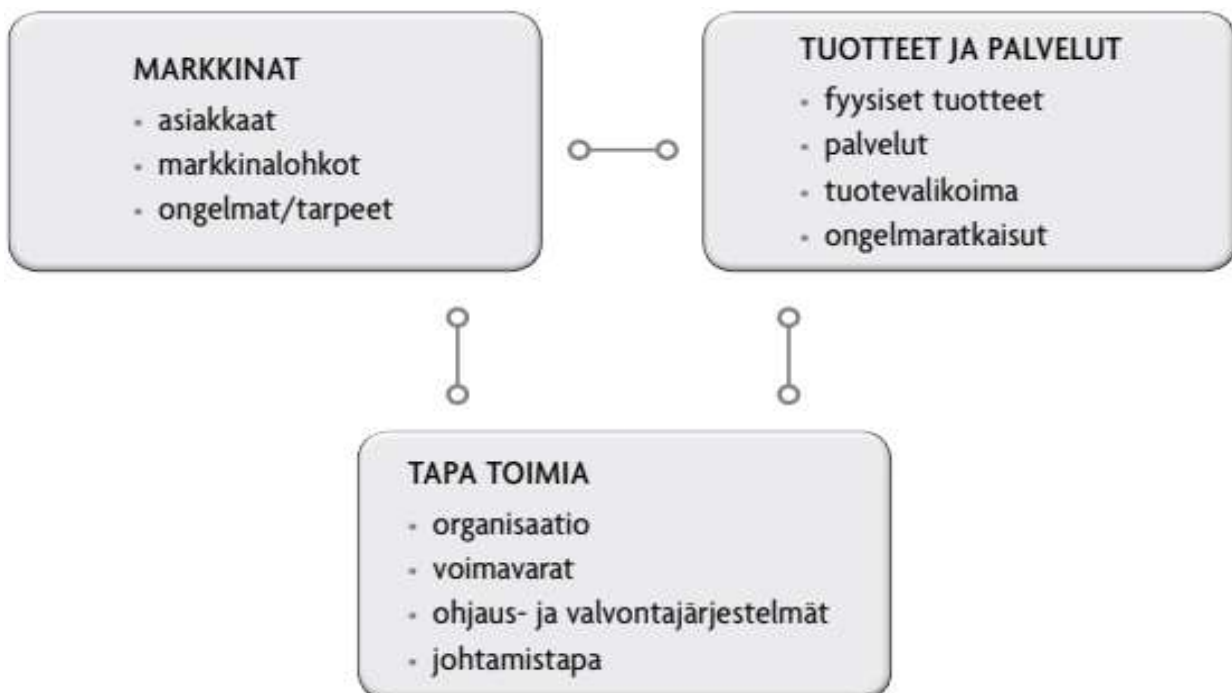 MARKKINAT
• asiakkaat
• markkinalohkot
• ongelmat/tarpeet
TUOTTEET JA PALVELUT
• fyysiset tuotteet
• palvelut
• tuotevalikoima
• ongelmaratkaisut
TAPA TOIMIA
• organisaatio
• voimavarat
• ohjaus- ja valvontajärjestelmät
• johtamistapa